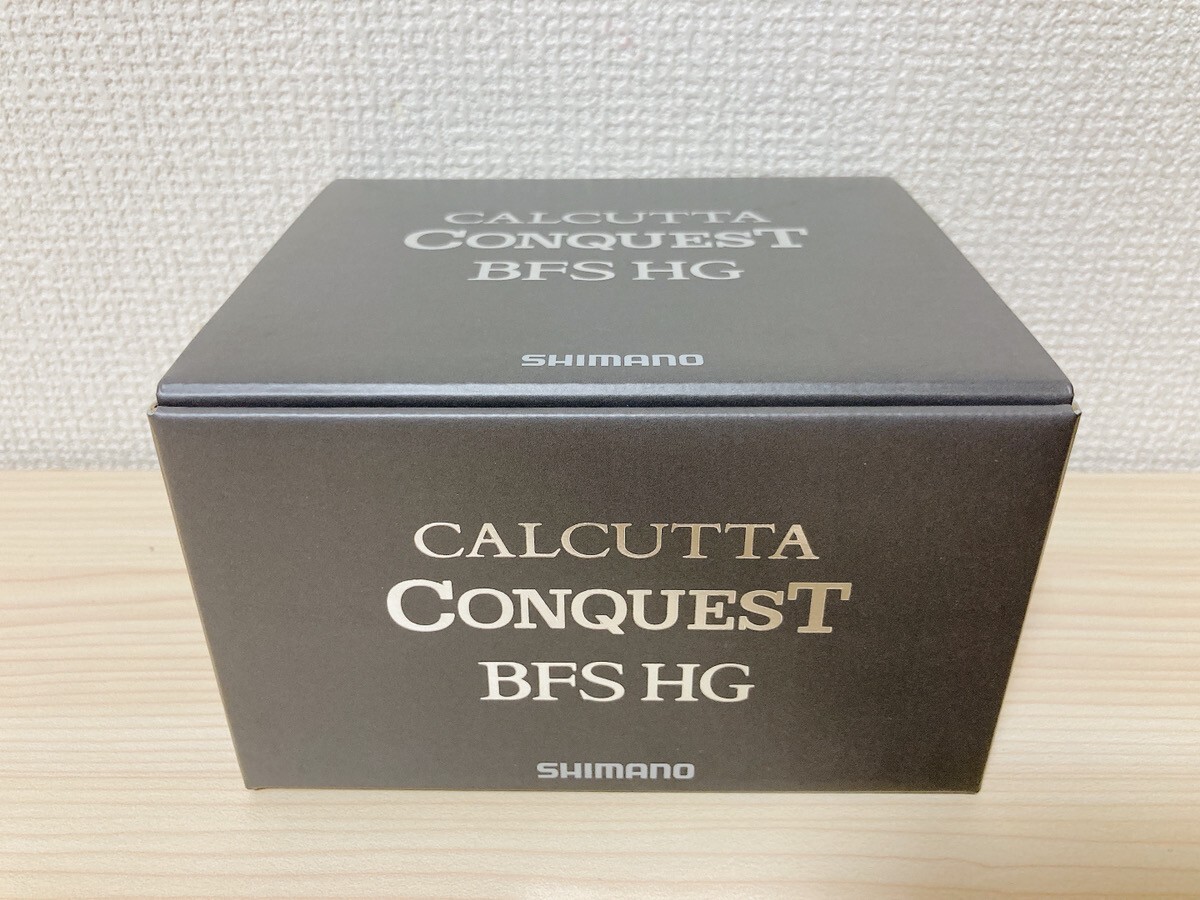 CALCUTTA
CONQUEST
BFS HG
SHIMANO
CALCUTTA
CONQUEST
BFS HG
SHIMANO